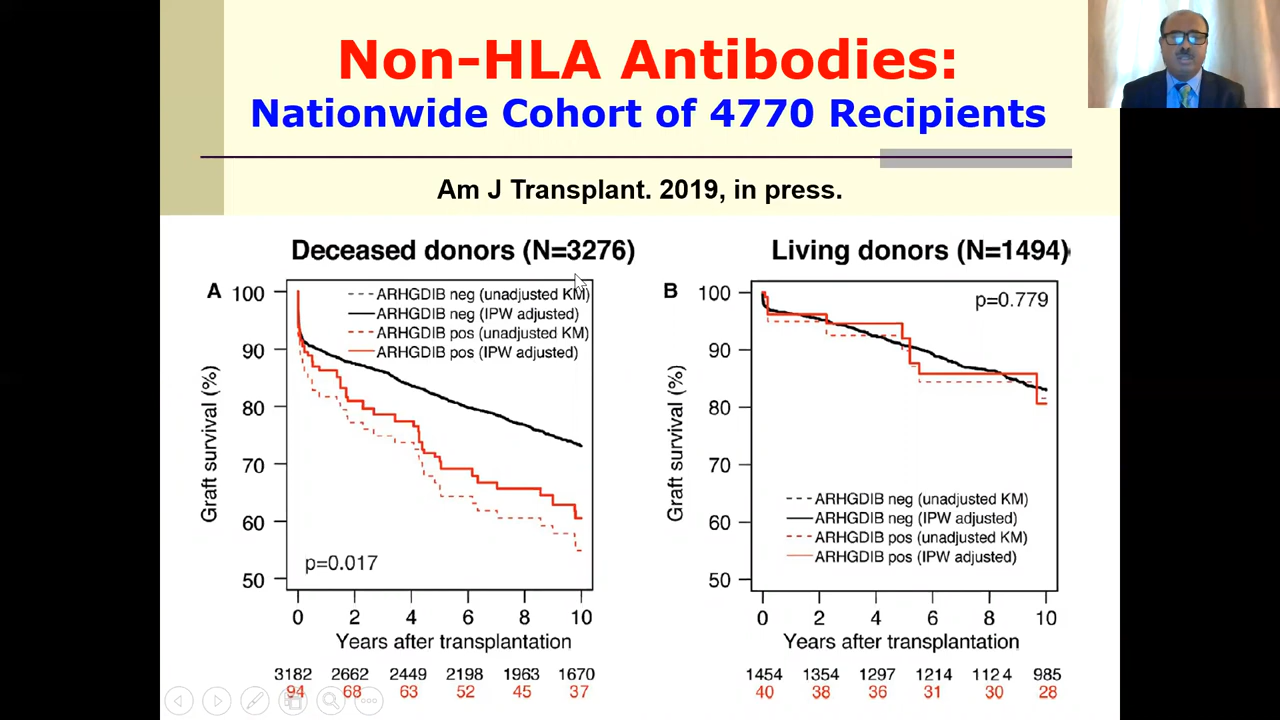 Non-HLA Antibodies:
Nationwide Cohort of 4770 Recipients
Am J Transplant. 2019, in press.
Deceased donors (N=3276)
A
ARHGDIB neg (unadjusted KM)
ARHGDIB neg (IPW adjusted)
ARHGDIB pos (unadjusted KM)
ARHGDIB pos (IPW adjusted)
100
90
80
70
60
50
Graft survival (%)
p=0.017
0 2 4 6 8 10
Years after transplantation
3182 2662 2449 2198 1963 1670
94 68 63 52 45 37
Living donors (N=1494)
B
p=0.779
100
90
80
70
60
50
Graft survival (%)
ARHGDIB neg (unadjusted KM)
ARHGDIB neg (IPW adjusted)
ARHGDIB pos (unadjusted KM)
ARHGDIB pos (IPW adjusted)
0 2 4 6 8 10
Years after transplantation
1454 1354 1297 1214 1124 985
40 38 36 31 30 28